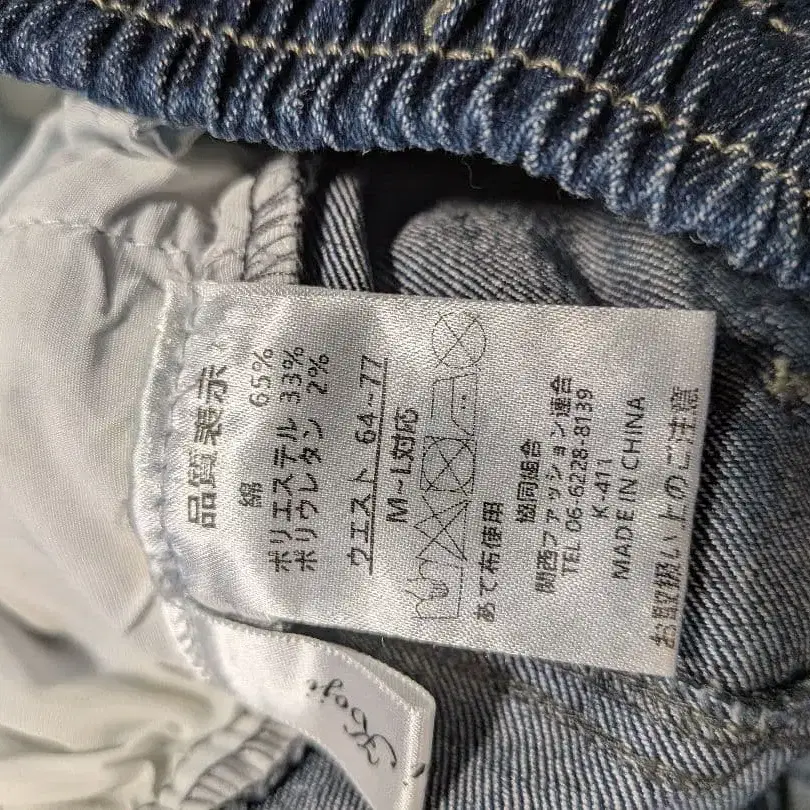 品質表示
綿 65%
ポリエステル 33%
ポリウレタン 2%
ウエスト 64~77
M~L対応
あて布使用
協同組合
関西ファッション連合
TEL 06-6228-8139
K-411
MADE IN CHINA
お取扱い上のご注意